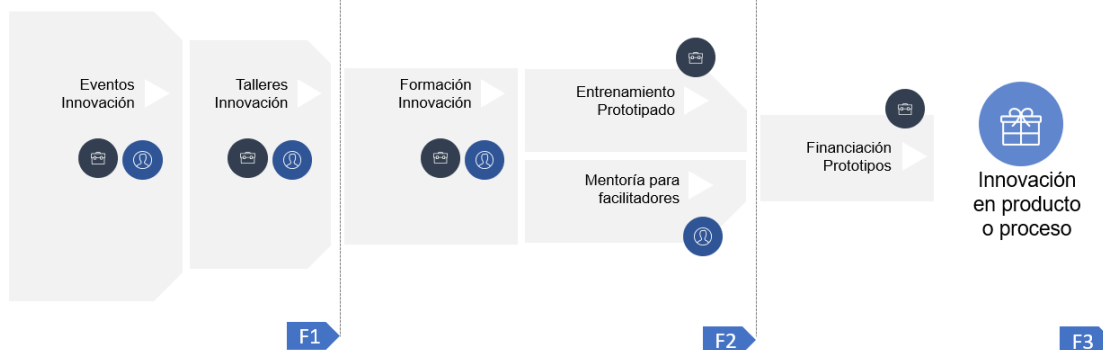 Eventos
Innovación
Talleres
Innovación
Formación
Innovación
Entrenamiento
Prototipado
Mentoría para
facilitadores
Financiación
Prototipos
Innovación
en producto
o proceso
F1
F2
F3